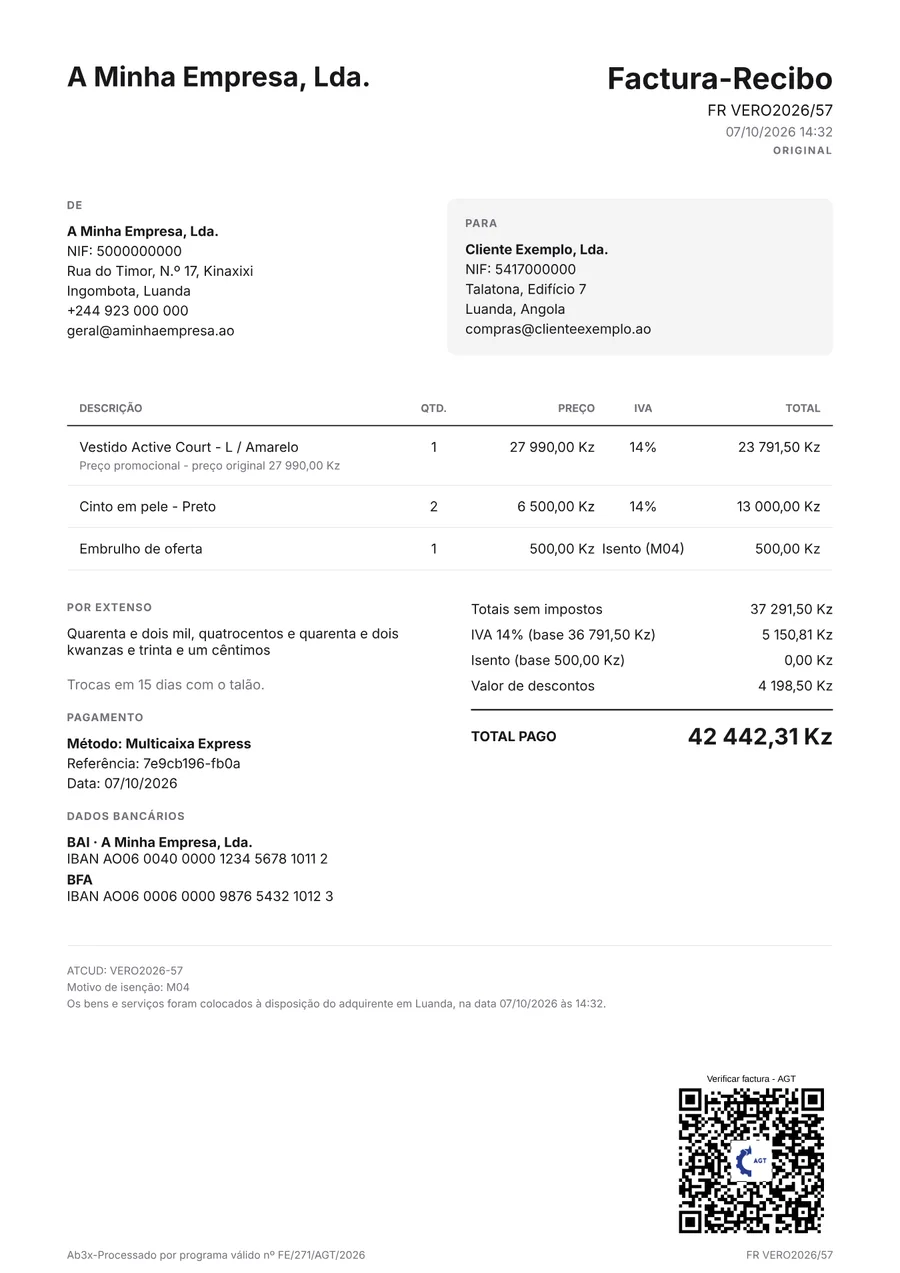 A Minha Empresa, Lda.
Factura-Recibo
FR VERO2026/57
07/10/2026 14:32
ORIGINAL
DE
A Minha Empresa, Lda.
NIF: 5000000000
Rua do Timor, N.º 17, Kinaxixi
Ingombota, Luanda
+244 923 000 000
geral@aminhaempresa.ao
PARA
Cliente Exemplo, Lda.
NIF: 5417000000
Talatona, Edifício 7
Luanda, Angola
compras@clienteexemplo.ao
DESCRIÇÃO QTD. PREÇO IVA TOTAL
Vestido Active Court - L / Amarelo 1 27 990,00 Kz 14% 23 791,50 Kz
Preço promocional - preço original 27 990,00 Kz
Cinto em pele - Preto 2 6 500,00 Kz 14% 13 000,00 Kz
Embrulho de oferta 1 500,00 Kz Isento (M04) 500,00 Kz
POR EXTENSO
Quarenta e dois mil, quatrocentos e quarenta e dois
kwanzas e trinta e um cêntimos
Trocas em 15 dias com o talão.
PAGAMENTO
Método: Multicaixa Express
Referência: 7e9cb196-fb0a
Data: 07/10/2026
DADOS BANCÁRIOS
BAI · A Minha Empresa, Lda.
IBAN AO06 0040 0000 1234 5678 1011 2
BFA
IBAN AO06 0006 0000 9876 5432 1012 3
Totais sem impostos 37 291,50 Kz
IVA 14% (base 36 791,50 Kz) 5 150,81 Kz
Isento (base 500,00 Kz) 0,00 Kz
Valor de descontos 4 198,50 Kz
TOTAL PAGO 42 442,31 Kz
ATCUD: VERO2026-57
Motivo de isenção: M04
Os bens e serviços foram colocados à disposição do adquirente em Luanda, na data 07/10/2026 às 14:32.
Verificar factura - AGT
AGT
Ab3x-Processado por programa válido nº FE/271/AGT/2026
FR VERO2026/57